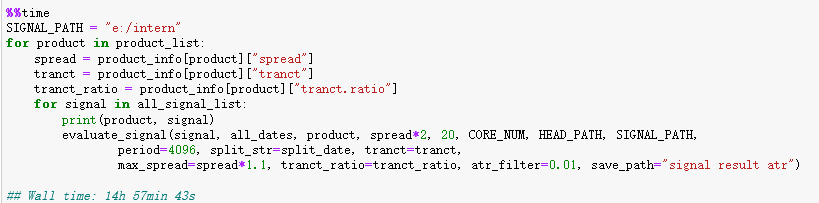 %%time
SIGNAL_PATH = "e:/intern"
for product in product_list:
    spread = product_info[product]["spread"]
    tranct = product_info[product]["tranct"]
    tranct_ratio = product_info[product]["tranct.ratio"]
    for signal in all_signal_list:
        print(product, signal)
        evaluate_signal(signal, all_dates, product, spread*2, 20, CORE_NUM, HEAD_PATH, SIGNAL_PATH,
                period=4096, split_str=split_date, tranct=tranct,
                max_spread=spread*1.1, tranct_ratio=tranct_ratio, atr_filter=0.01, save_path="signal result atr")
## Wall time: 14h 57min 43s